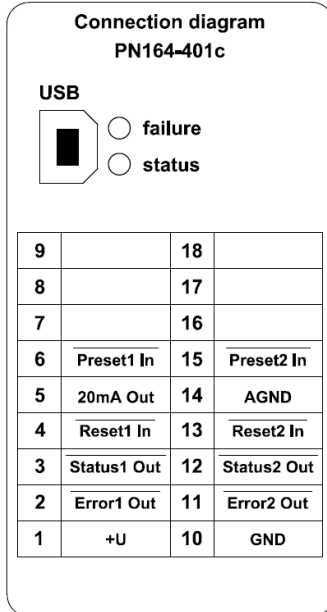 Connection diagram
PN164-401c
USB
failure
status
9 18
8 17
7 16
6 Preset1 In 15 Preset2 In
5 20mA Out 14 AGND
4 Reset1 In 13 Reset2 In
3 Status1 Out 12 Status2 Out
2 Error1 Out 11 Error2 Out
1 +U 10 GND